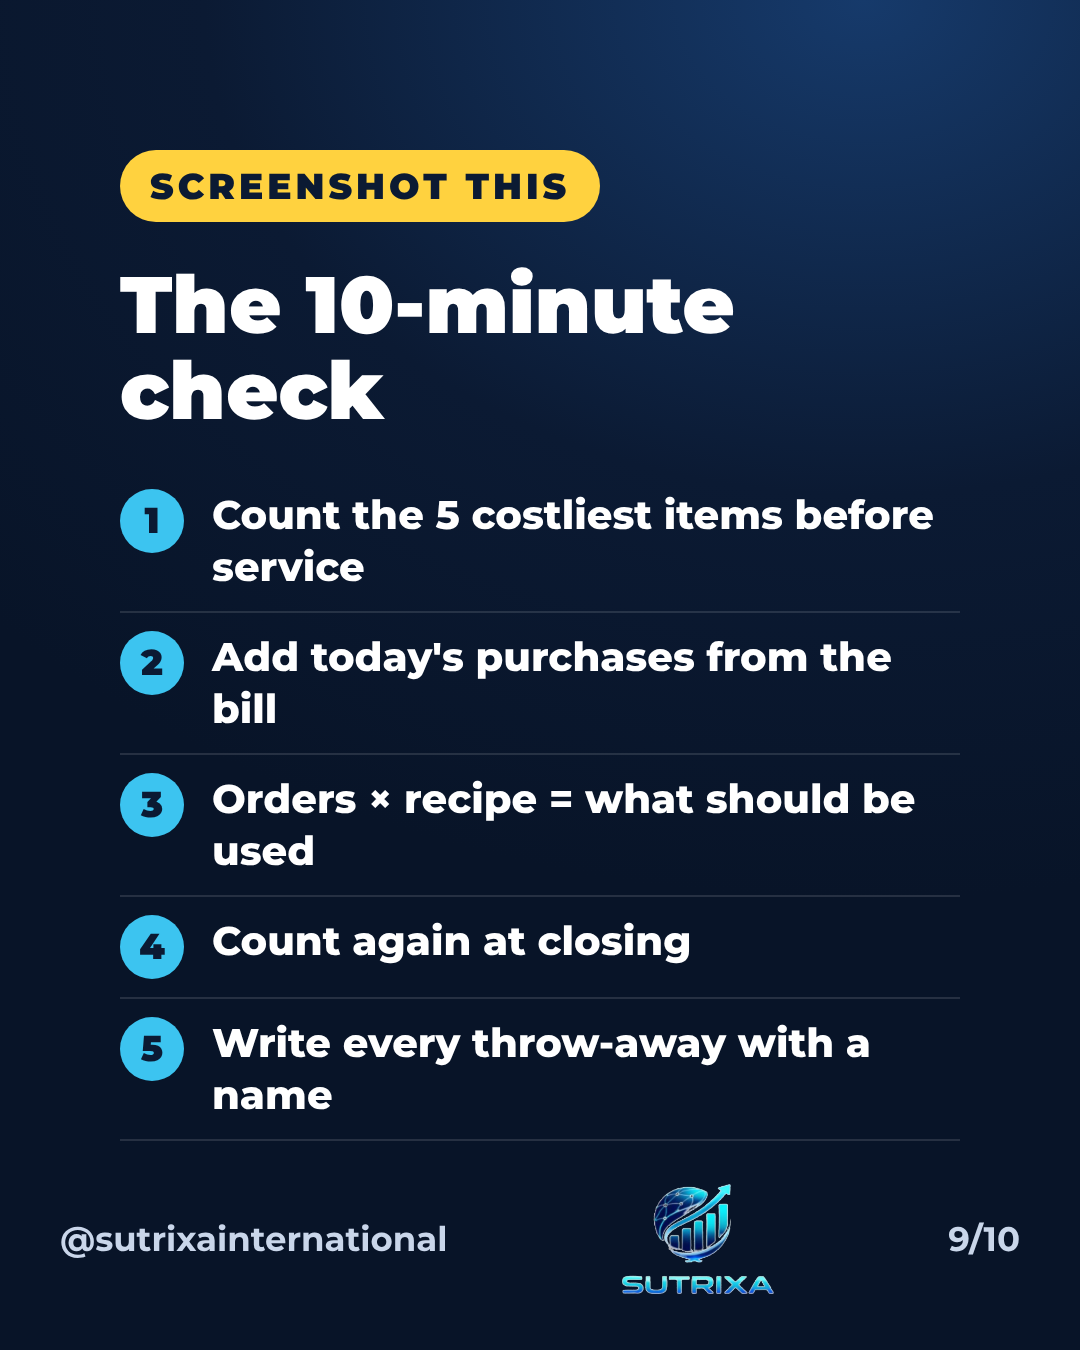 SCREENSHOT THIS
The 10-minute
check
1 Count the 5 costliest items before
service
2 Add today's purchases from the
bill
3 Orders × recipe = what should be
used
4 Count again at closing
5 Write every throw-away with a
name
@sutrixainternational
SUTRIXA
9/10